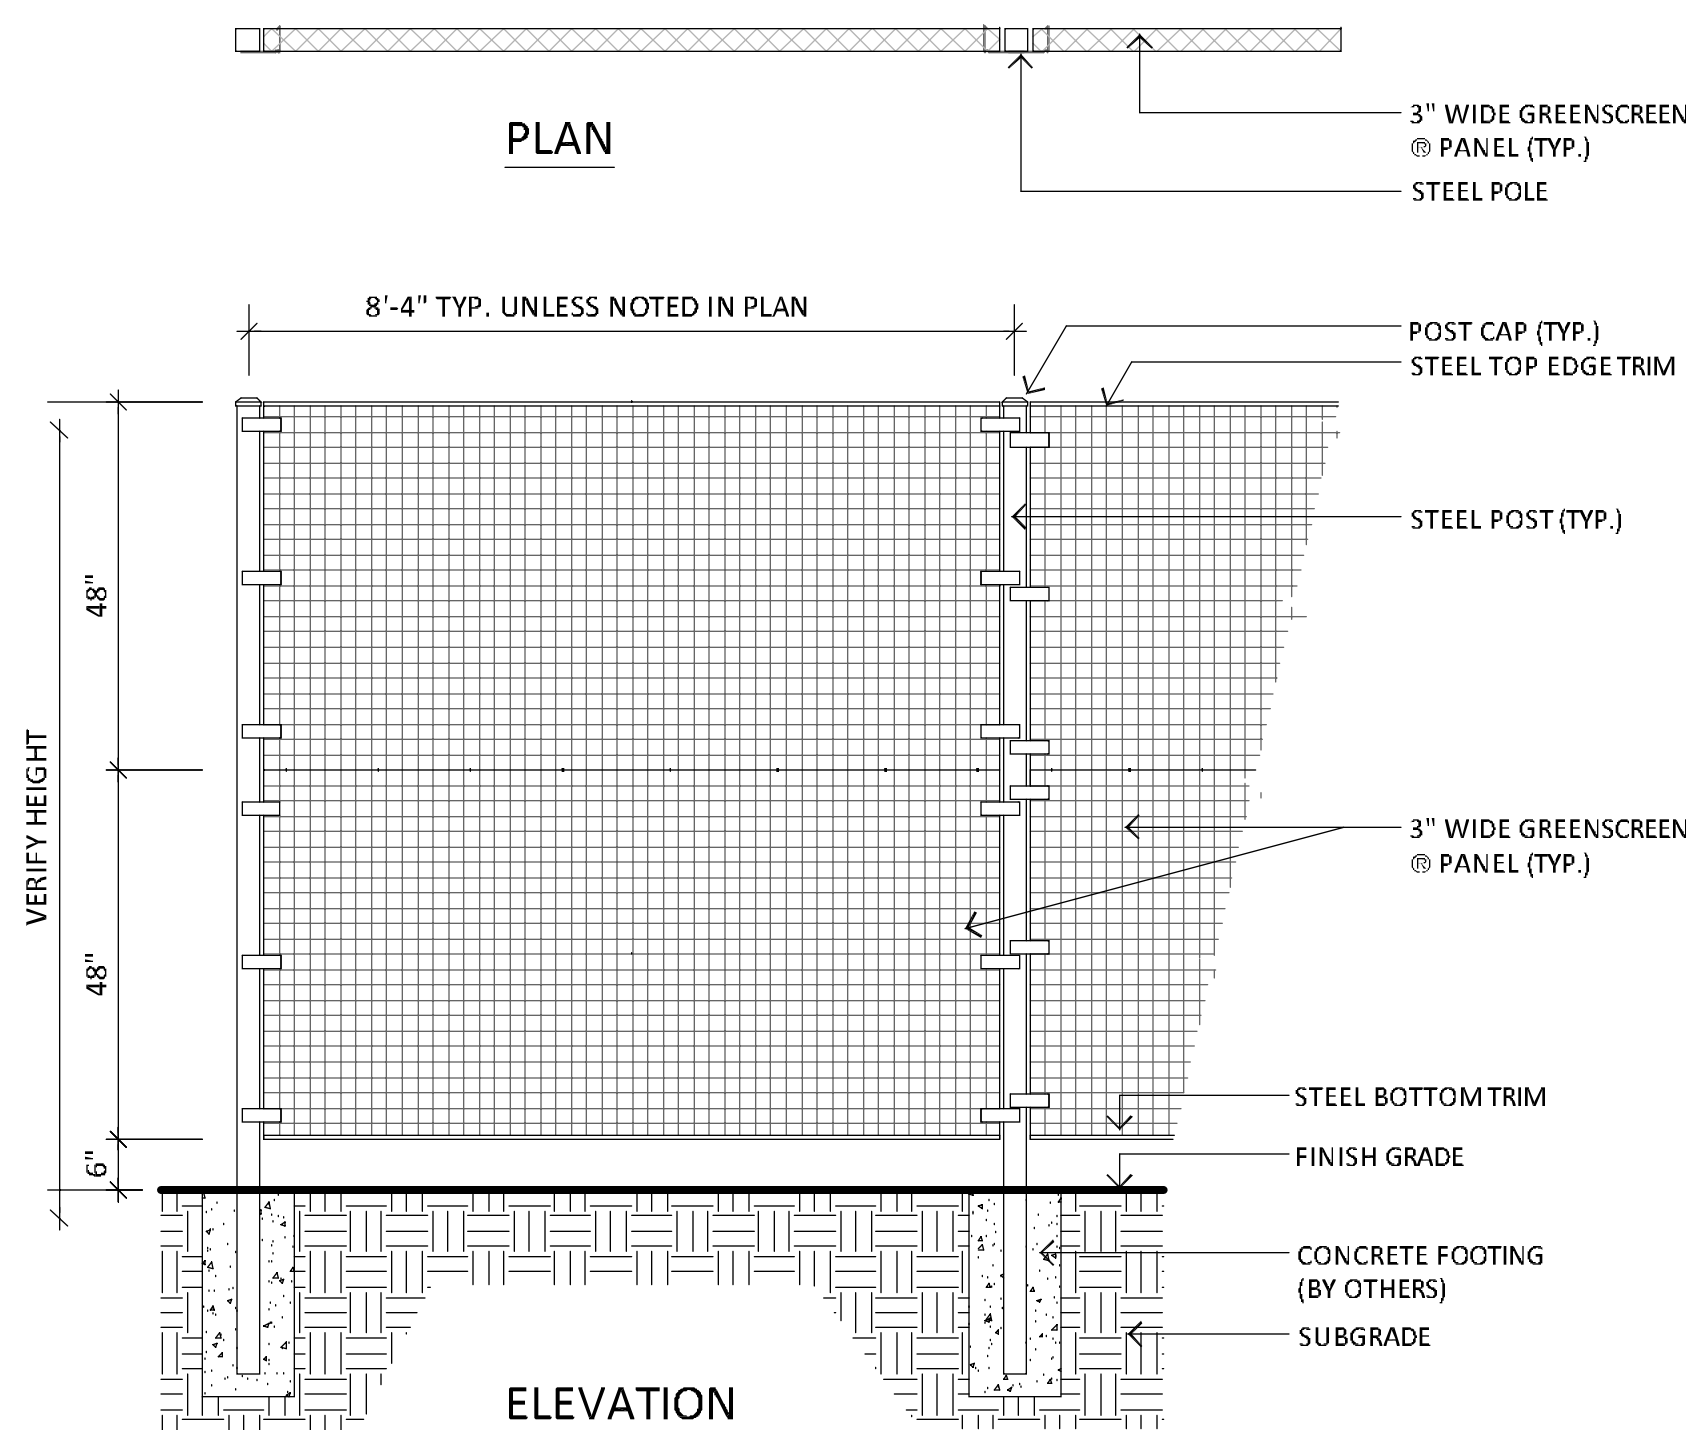 3" WIDE GREENSCREEN
® PANEL (TYP.)
PLAN
STEEL POLE
8'-4" TYP. UNLESS NOTED IN PLAN
POST CAP (TYP.)
STEEL TOP EDGE TRIM
STEEL POST (TYP.)
48"
VERIFY HEIGHT
3" WIDE GREENSCREEN
® PANEL (TYP.)
48"
STEEL BOTTOM TRIM
6"
FINISH GRADE
CONCRETE FOOTING
(BY OTHERS)
SUBGRADE
ELEVATION